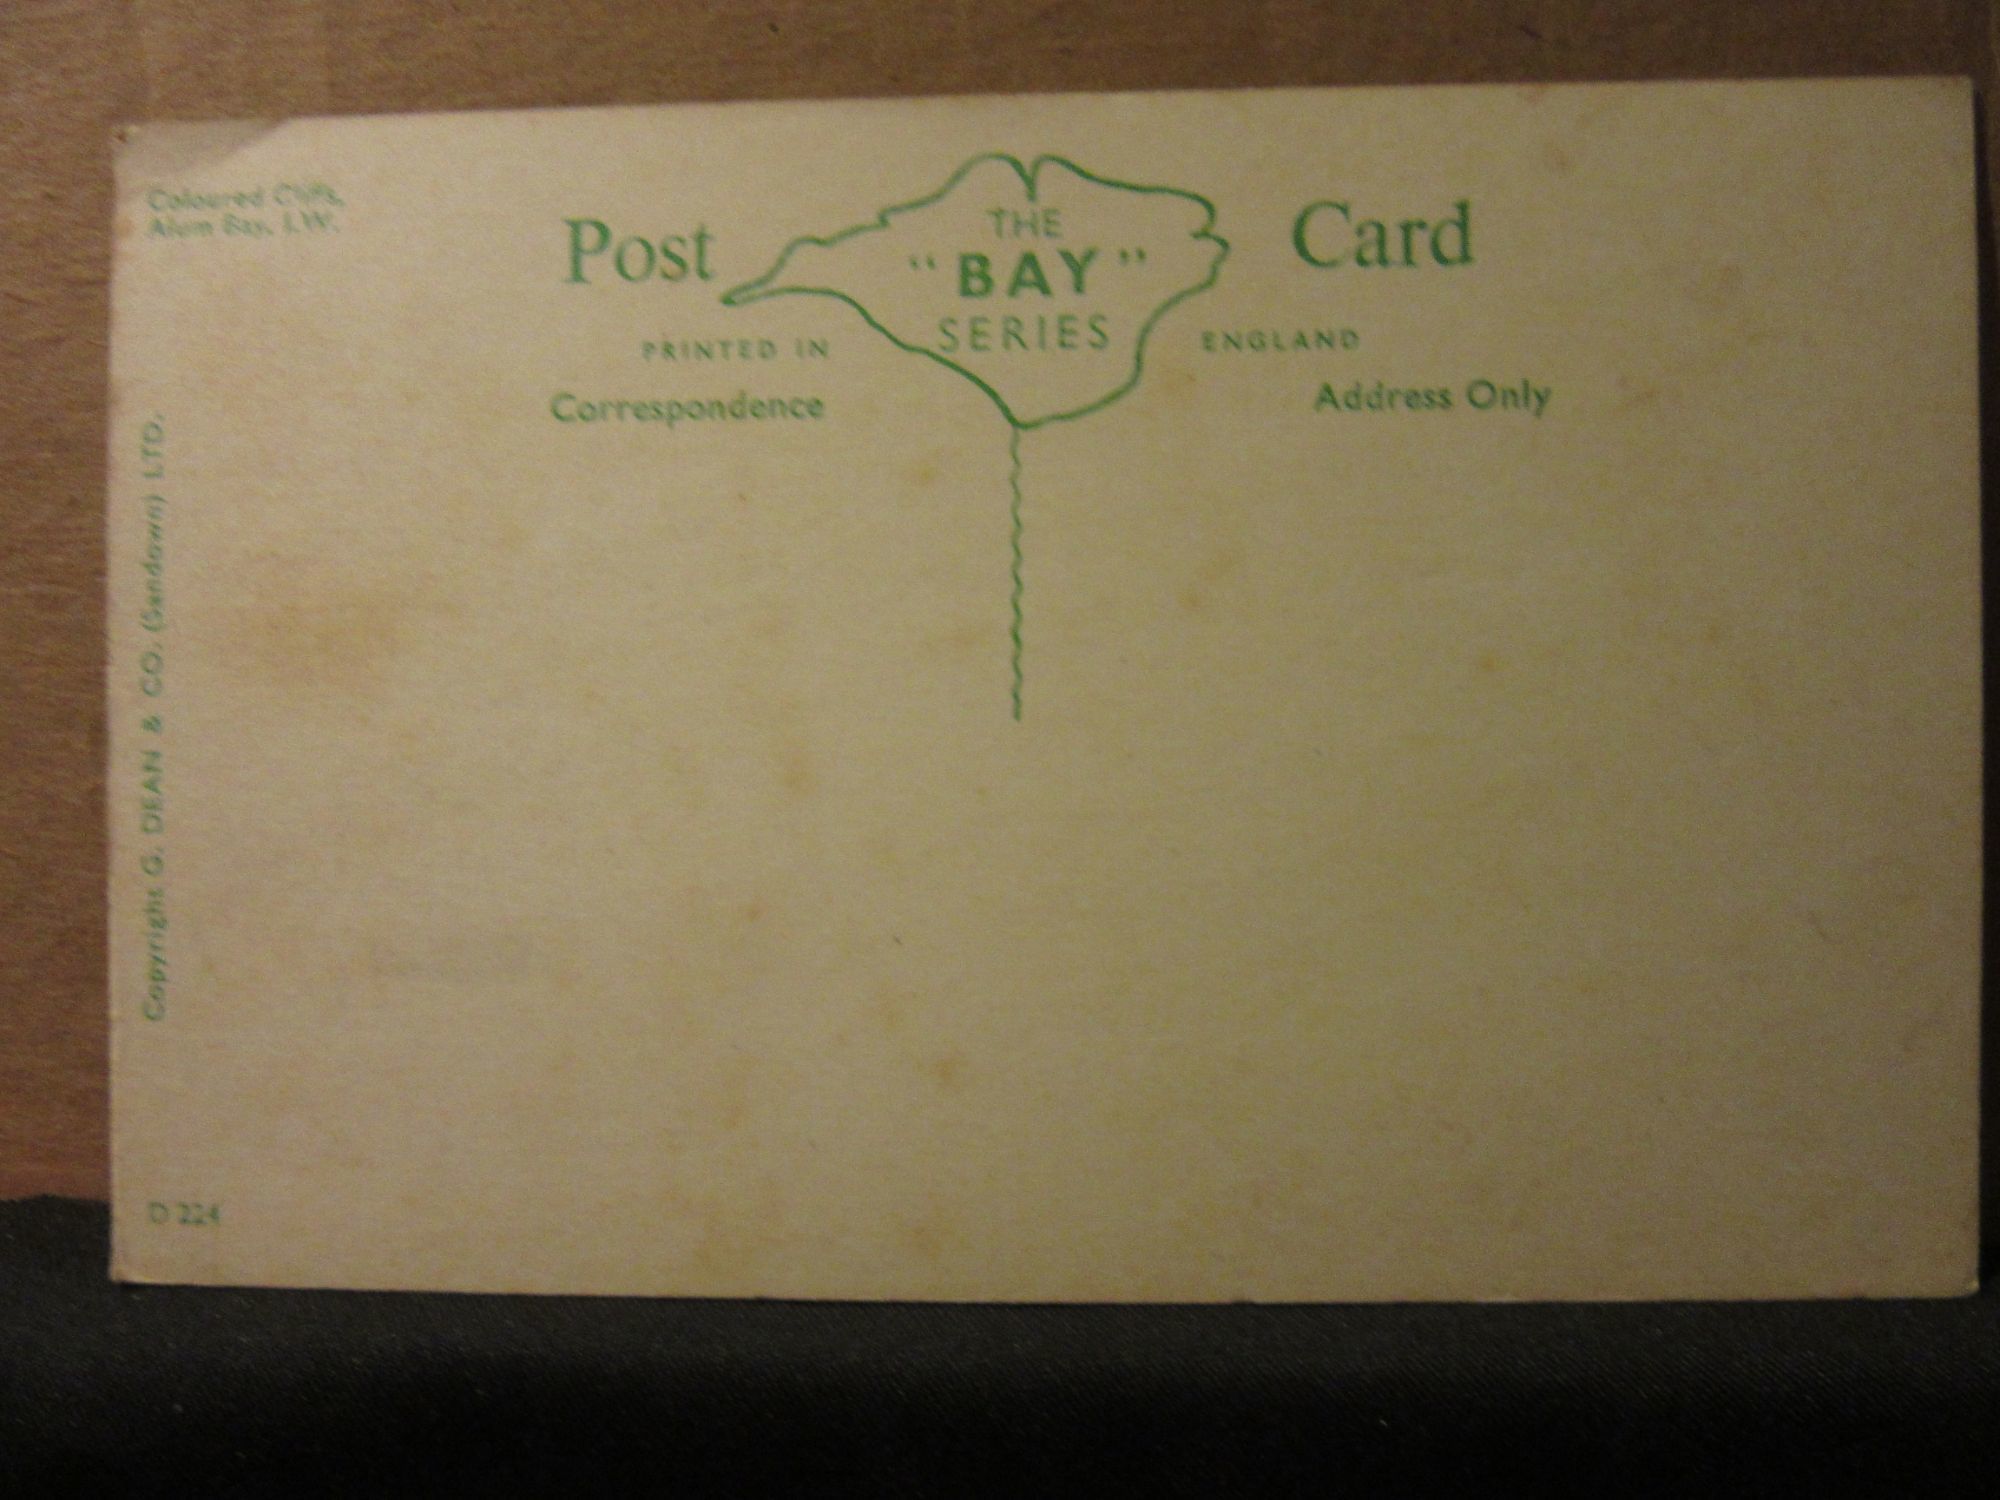 Coloured Cliffs,
Alum Bay, I.W.
Post Card
THE
"BAY"
SERIES
PRINTED IN ENGLAND
Correspondence
Address Only
Copyright G. DEAN & CO. (Sandown) LTD.
D 224